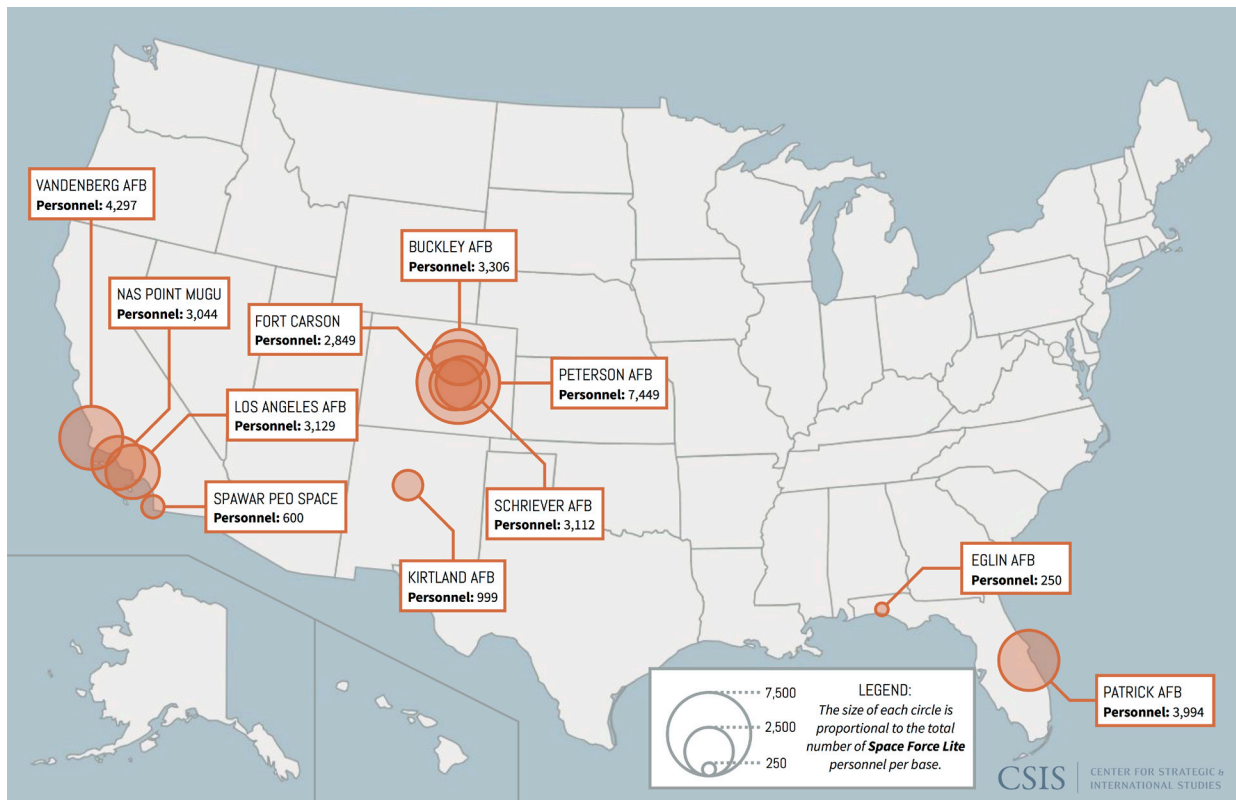 VANDENBERG AFB
Personnel: 4,297
BUCKLEY AFB
Personnel: 3,306
NAS POINT MUGU
Personnel: 3,044
FORT CARSON
Personnel: 2,849
PETERSON AFB
Personnel: 7,449
LOS ANGELES AFB
Personnel: 3,129
SPAWAR PEO SPACE
Personnel: 600
SCHRIEVER AFB
Personnel: 3,112
KIRTLAND AFB
Personnel: 999
EGLIN AFB
Personnel: 250
PATRICK AFB
Personnel: 3,994
7,500
2,500
250
LEGEND:
The size of each circle is
proportional to the total
number of Space Force Lite
personnel per base.
CSIS
CENTER FOR STRATEGIC &
INTERNATIONAL STUDIES